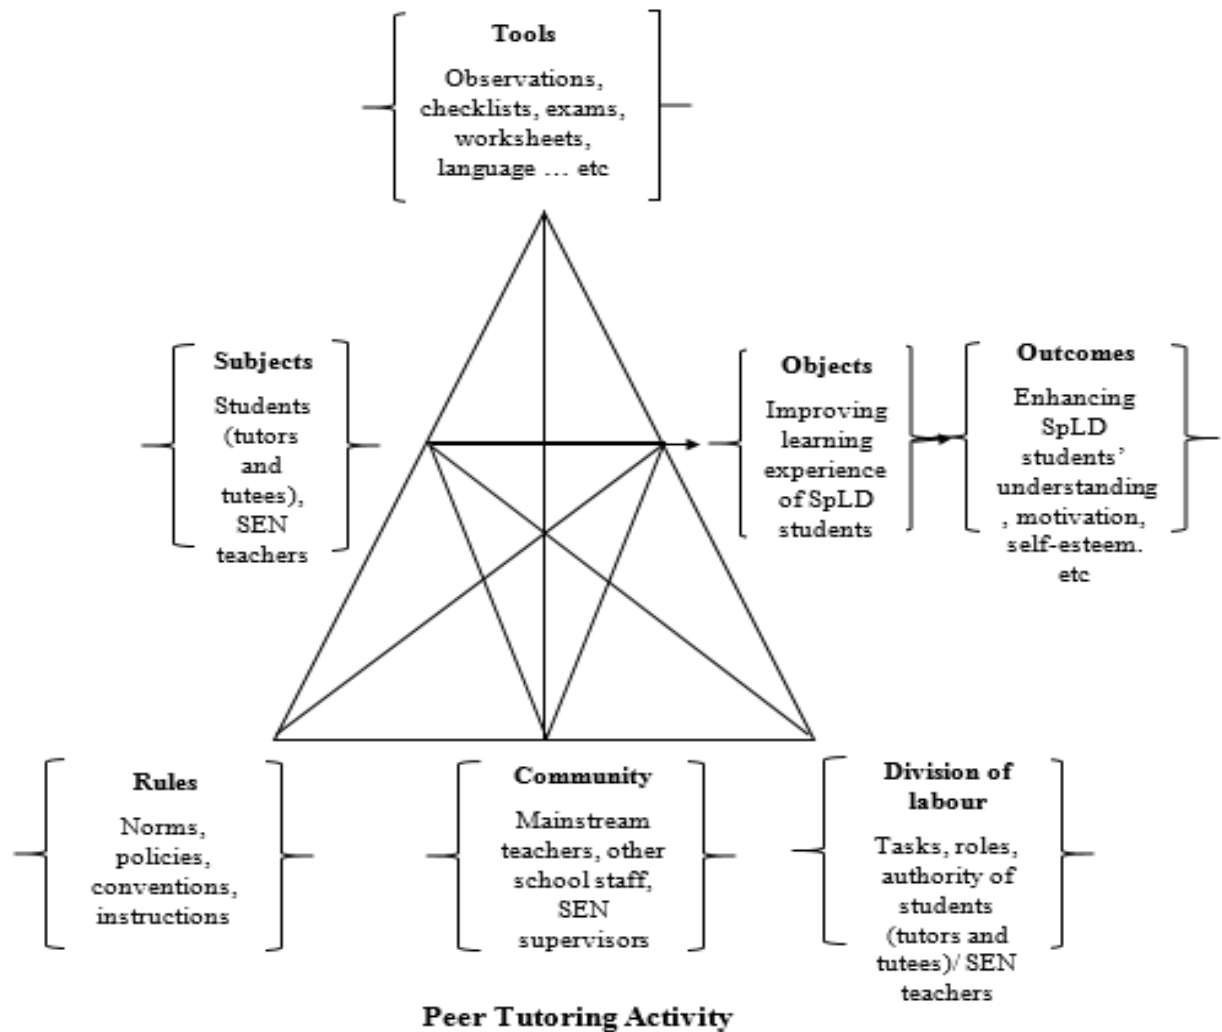 Tools
Observations,
checklists, exams,
worksheets,
language … etc
Subjects
Students
(tutors
and
tutees),
SEN
teachers
Objects
Improving
learning
experience
of SpLD
students
Outcomes
Enhancing
SpLD
students’
understanding
, motivation,
self-esteem.
etc
Rules
Norms,
policies,
conventions,
instructions
Community
Mainstream
teachers, other
school staff,
SEN
supervisors
Division of
labour
Tasks, roles,
authority of
students
(tutors and
tutees)/ SEN
teachers
Peer Tutoring Activity